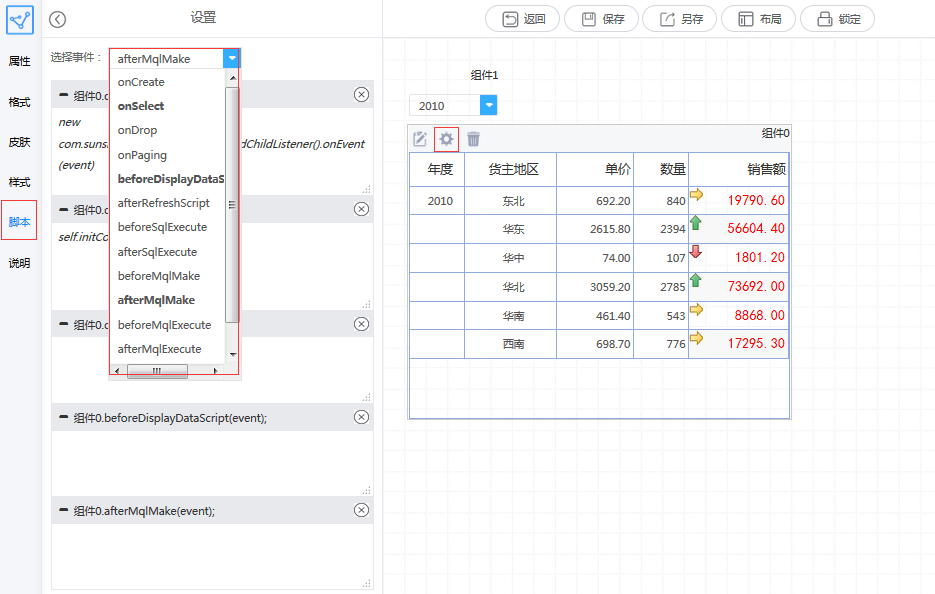 设置
返回
保存
另存
布局
锁定
属性
格式
皮肤
样式
脚本
说明
选择事件：
afterMqlMake
onCreate
onSelect
onDrop
onPaging
beforeDisplayDataS
afterRefreshScript
beforeSqlExecute
afterSqlExecute
beforeMqlMake
afterMqlMake
beforeMqlExecute
afterMqlExecute
组件0.
new
com.suns
dChildListener().onEvent
(event)
组件0.
self.initCo
组件0.
组件0.beforeDisplayDataScript(event);
组件0.afterMqlMake(event);
组件1
2010
组件0
年度 货主地区 单价 数量 销售额
2010 东北 692.20 840 19790.60
华东 2615.80 2394 56604.40
华中 74.00 107 1801.20
华北 3059.20 2785 73692.00
华南 461.40 543 8868.00
西南 698.70 776 17295.30